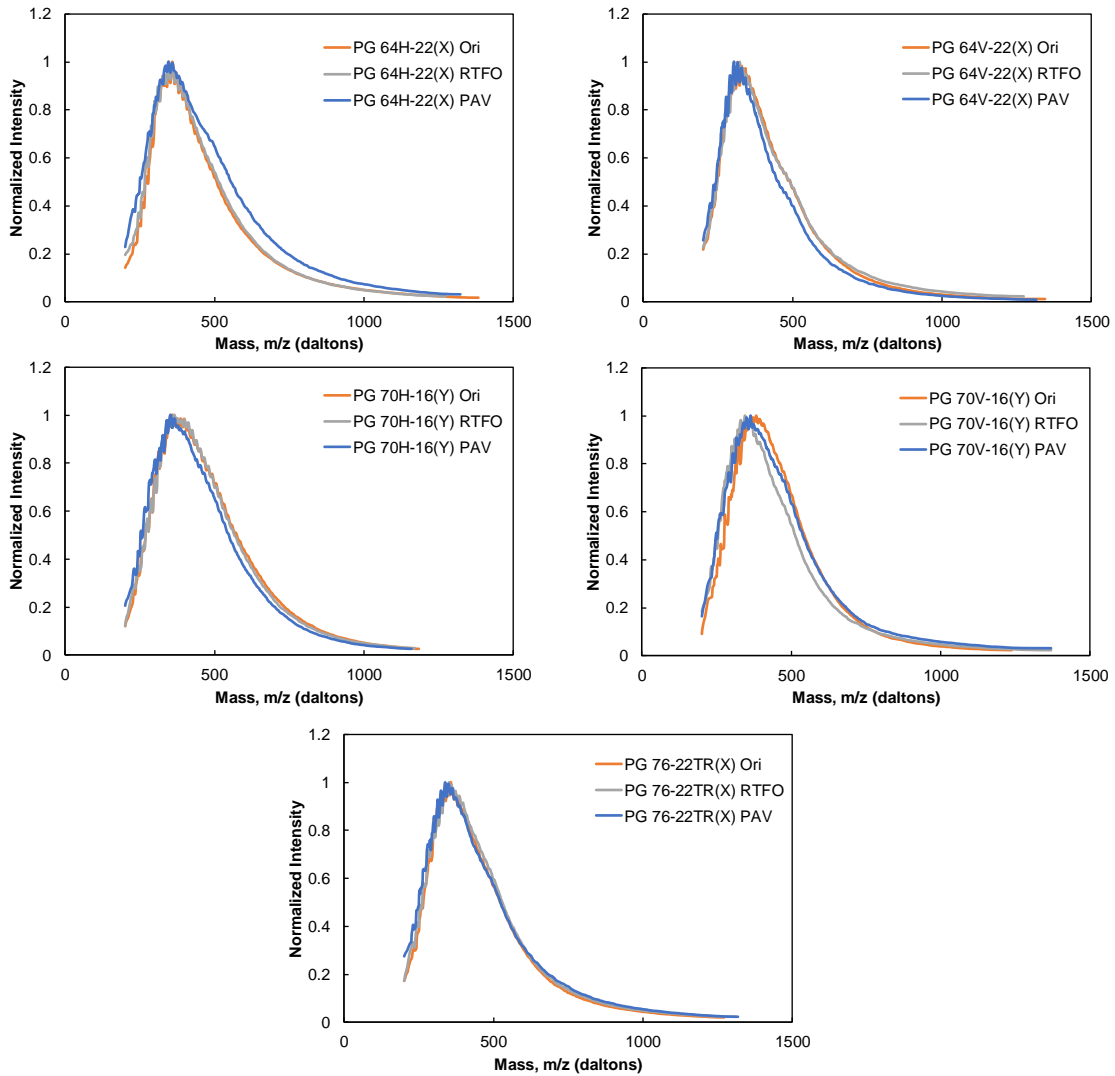 1.2
1
0.8
0.6
0.4
0.2
0
Normalized Intensity
PG 64H-22(X) Ori
PG 64H-22(X) RTFO
PG 64H-22(X) PAV
0 500 1000 1500
Mass, m/z (daltons)
1.2
1
0.8
0.6
0.4
0.2
0
Normalized Intensity
PG 64V-22(X) Ori
PG 64V-22(X) RTFO
PG 64V-22(X) PAV
0 500 1000 1500
Mass, m/z (daltons)
1.2
1
0.8
0.6
0.4
0.2
0
Normalized Intensity
PG 70H-16(Y) Ori
PG 70H-16(Y) RTFO
PG 70H-16(Y) PAV
0 500 1000 1500
Mass, m/z (daltons)
1.2
1
0.8
0.6
0.4
0.2
0
Normalized Intensity
PG 70V-16(Y) Ori
PG 70V-16(Y) RTFO
PG 70V-16(Y) PAV
0 500 1000 1500
Mass, m/z (daltons)
1.2
1
0.8
0.6
0.4
0.2
0
Normalized Intensity
PG 76-22TR(X) Ori
PG 76-22TR(X) RTFO
PG 76-22TR(X) PAV
0 500 1000 1500
Mass, m/z (daltons)